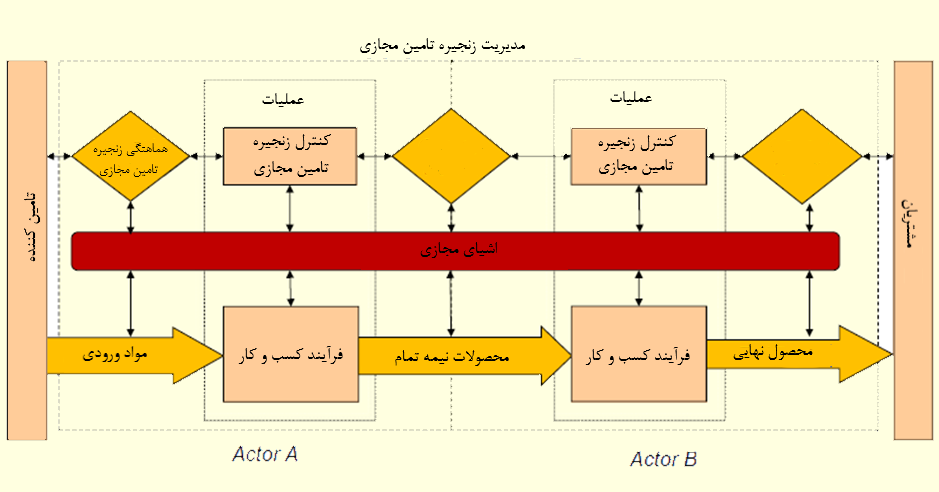 مدیریت زنجیره تامین مجازی
عملیات
عملیات
هماهنگی زنجیره
تامین مجازی
کنترل زنجیره
تامین مجازی
کنترل زنجیره
تامین مجازی
تامین کننده
مشتریان
اشیای مجازی
مواد ورودی
فرآیند کسب و کار
محصولات نیمه تمام
فرآیند کسب و کار
محصول نهایی
Actor A
Actor B